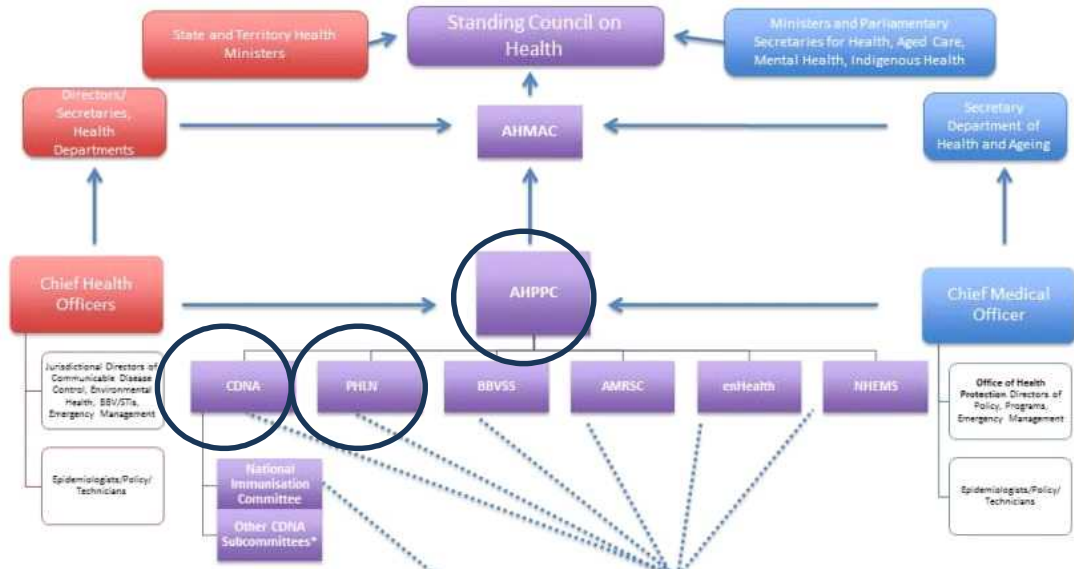 State and Territory Health
Ministers
Standing Council on
Health
Ministers and Parliamentary
Secretaries for Health, Aged Care,
Mental Health, Indigenous Health
Directors/
Secretaries,
Health
Departments
AHMAC
Secretary
Department of
Health and Ageing
Chief Health
Officers
AHPPC
Chief Medical
Officer
Jurisdictional Directors of
Communicable Disease
Control, Environmental
Health, BBV/STIs,
Emergency Management
CDNA
PHLN
BBVSS
AMRSC
enHealth
NHEMS
Office of Health
Protection Directors of
Policy, Programs,
Emergency Management
Epidemiologists/Policy/
Technicians
National
Immunisation
Committee
Other CDNA
Subcommittees*
Epidemiologists/Policy/
Technicians